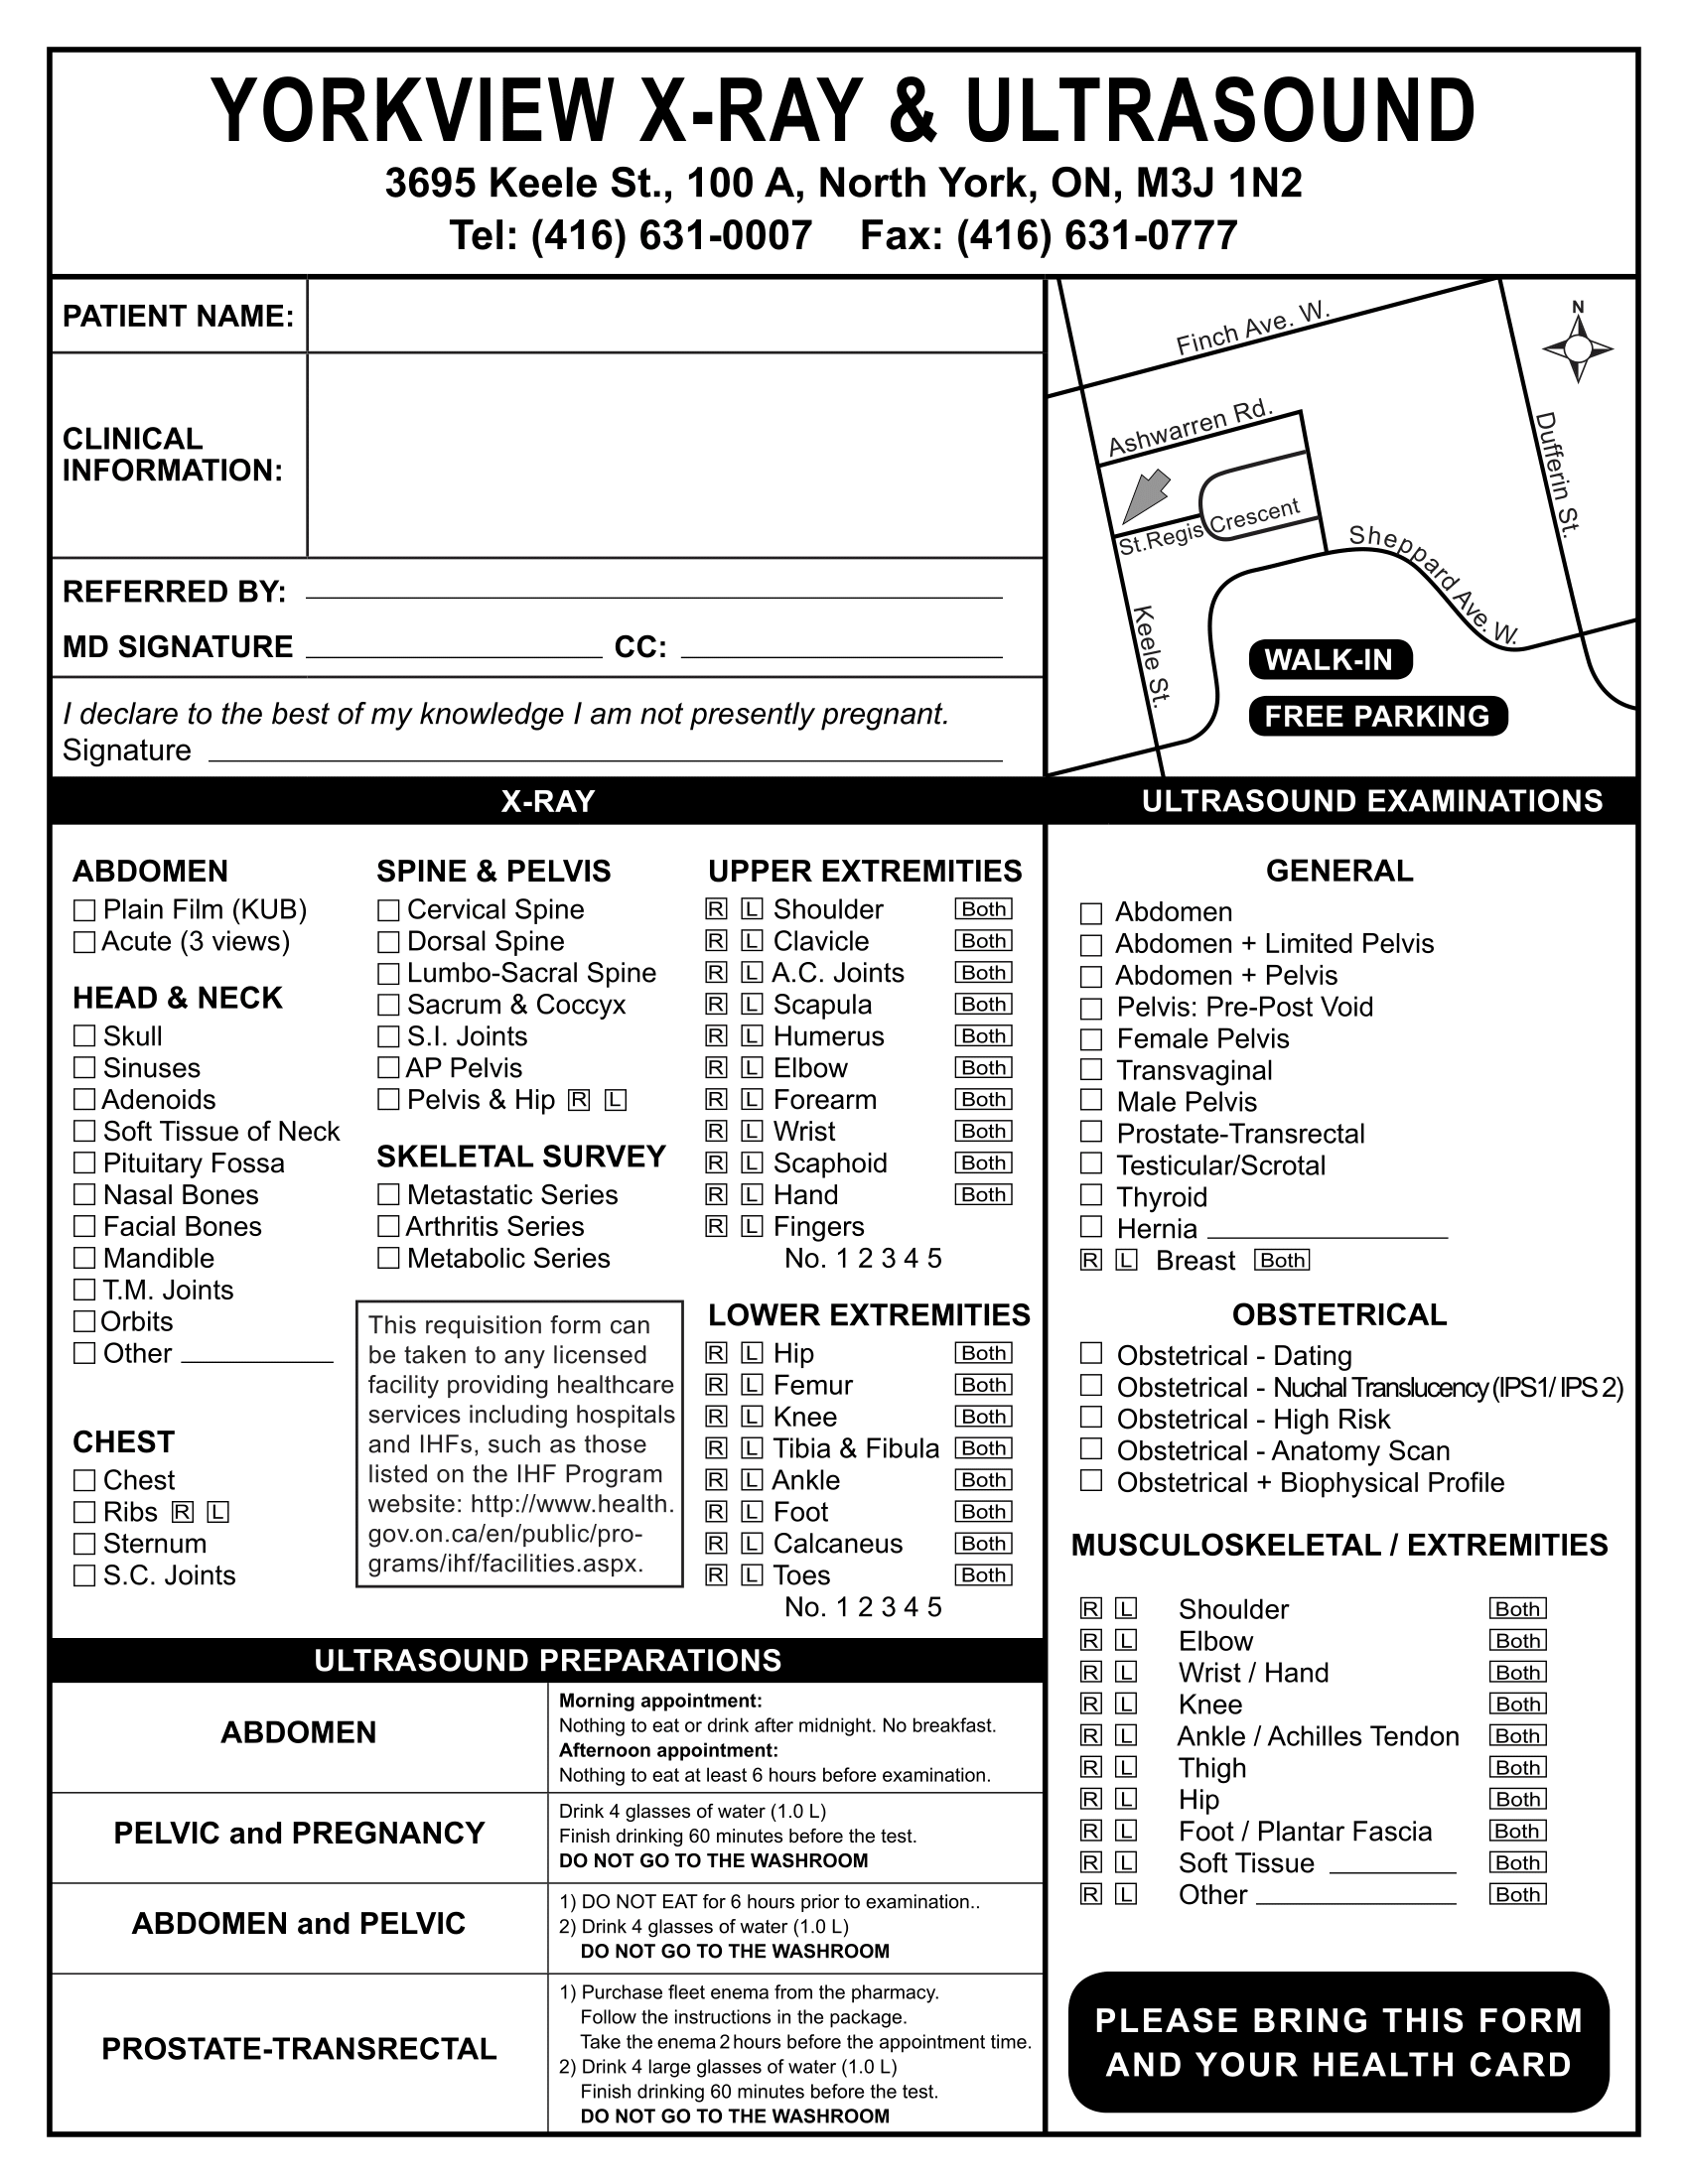 YORKVIEW X-RAY & ULTRASOUND
3695 Keele St., 100 A, North York, ON, M3J 1N2
Tel: (416) 631-0007 Fax: (416) 631-0777
PATIENT NAME:
CLINICAL
INFORMATION:
REFERRED BY:
MD SIGNATURE CC:
I declare to the best of my knowledge I am not presently pregnant.
Signature
Finch Ave. W.
N
Ashwarren Rd.
Dufferin St.
St.Regis Crescent
Sheppard Ave. W.
Keele St.
WALK-IN
FREE PARKING
X-RAY
ABDOMEN
Plain Film (KUB)
Acute (3 views)
HEAD & NECK
Skull
Sinuses
Adenoids
Soft Tissue of Neck
Pituitary Fossa
Nasal Bones
Facial Bones
Mandible
T.M. Joints
Orbits
Other
CHEST
Chest
Ribs R L
Sternum
S.C. Joints
SPINE & PELVIS
Cervical Spine
Dorsal Spine
Lumbo-Sacral Spine
Sacrum & Coccyx
S.I. Joints
AP Pelvis
Pelvis & Hip R L
SKELETAL SURVEY
Metastatic Series
Arthritis Series
Metabolic Series
This requisition form can
be taken to any licensed
facility providing healthcare
services including hospitals
and IHFs, such as those
listed on the IHF Program
website: http://www.health.
gov.on.ca/en/public/pro-
grams/ihf/facilities.aspx.
UPPER EXTREMITIES
R L Shoulder Both
R L Clavicle Both
R L A.C. Joints Both
R L Scapula Both
R L Humerus Both
R L Elbow Both
R L Forearm Both
R L Wrist Both
R L Scaphoid Both
R L Hand Both
R L Fingers
No. 1 2 3 4 5
LOWER EXTREMITIES
R L Hip Both
R L Femur Both
R L Knee Both
R L Tibia & Fibula Both
R L Ankle Both
R L Foot Both
R L Calcaneus Both
R L Toes Both
No. 1 2 3 4 5
ULTRASOUND EXAMINATIONS
GENERAL
Abdomen
Abdomen + Limited Pelvis
Abdomen + Pelvis
Pelvis: Pre-Post Void
Female Pelvis
Transvaginal
Male Pelvis
Prostate-Transrectal
Testicular/Scrotal
Thyroid
Hernia
R L Breast Both
OBSTETRICAL
Obstetrical - Dating
Obstetrical - Nuchal Translucency (IPS1/ IPS 2)
Obstetrical - High Risk
Obstetrical - Anatomy Scan
Obstetrical + Biophysical Profile
MUSCULOSKELETAL / EXTREMITIES
R L Shoulder Both
R L Elbow Both
R L Wrist / Hand Both
R L Knee Both
R L Ankle / Achilles Tendon Both
R L Thigh Both
R L Hip Both
R L Foot / Plantar Fascia Both
R L Soft Tissue Both
R L Other Both
ULTRASOUND PREPARATIONS
ABDOMEN
Morning appointment:
Nothing to eat or drink after midnight. No breakfast.
Afternoon appointment:
Nothing to eat at least 6 hours before examination.
PELVIC and PREGNANCY
Drink 4 glasses of water (1.0 L)
Finish drinking 60 minutes before the test.
DO NOT GO TO THE WASHROOM
ABDOMEN and PELVIC
1) DO NOT EAT for 6 hours prior to examination..
2) Drink 4 glasses of water (1.0 L)
DO NOT GO TO THE WASHROOM
PROSTATE-TRANSRECTAL
1) Purchase fleet enema from the pharmacy.
Follow the instructions in the package.
Take the enema 2 hours before the appointment time.
2) Drink 4 large glasses of water (1.0 L)
Finish drinking 60 minutes before the test.
DO NOT GO TO THE WASHROOM
PLEASE BRING THIS FORM
AND YOUR HEALTH CARD